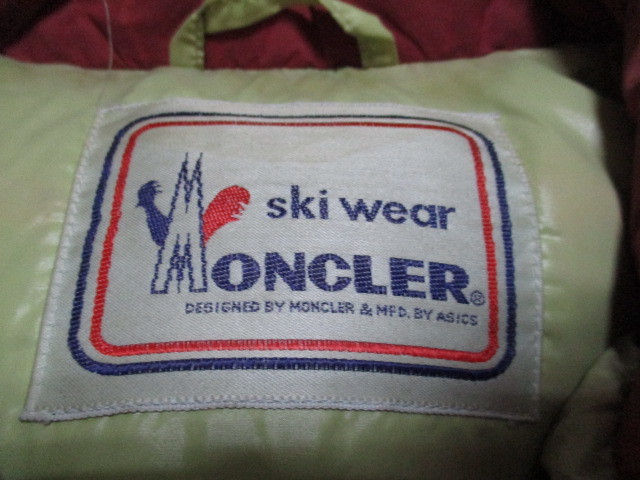 ski wear
MONCLER®
DESIGNED BY MONCLER & MFD. BY ASICS